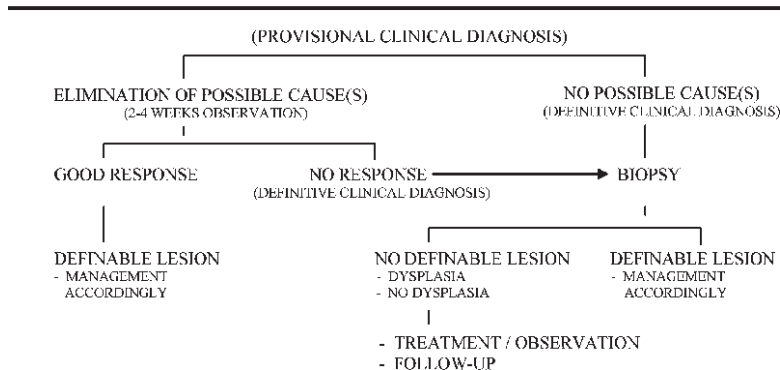 (PROVISIONAL CLINICAL DIAGNOSIS)
ELIMINATION OF POSSIBLE CAUSE(S)
(2-4 WEEKS OBSERVATION)
NO POSSIBLE CAUSE(S)
(DEFINITIVE CLINICAL DIAGNOSIS)
GOOD RESPONSE
NO RESPONSE
(DEFINITIVE CLINICAL DIAGNOSIS)
BIOPSY
DEFINABLE LESION
- MANAGEMENT
ACCORDINGLY
NO DEFINABLE LESION
- DYSPLASIA
- NO DYSPLASIA
DEFINABLE LESION
- MANAGEMENT
ACCORDINGLY
- TREATMENT / OBSERVATION
- FOLLOW-UP